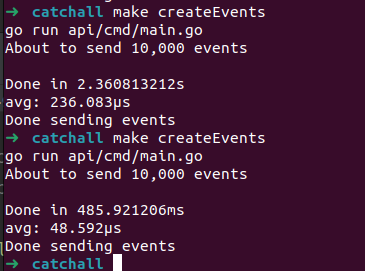 ➜ catchall make createEvents
go run api/cmd/main.go
About to send 10,000 events
Done in 2.360813212s
avg: 236.083µs
Done sending events
➜ catchall make createEvents
go run api/cmd/main.go
About to send 10,000 events
Done in 485.921206ms
avg: 48.592µs
Done sending events
➜ catchall